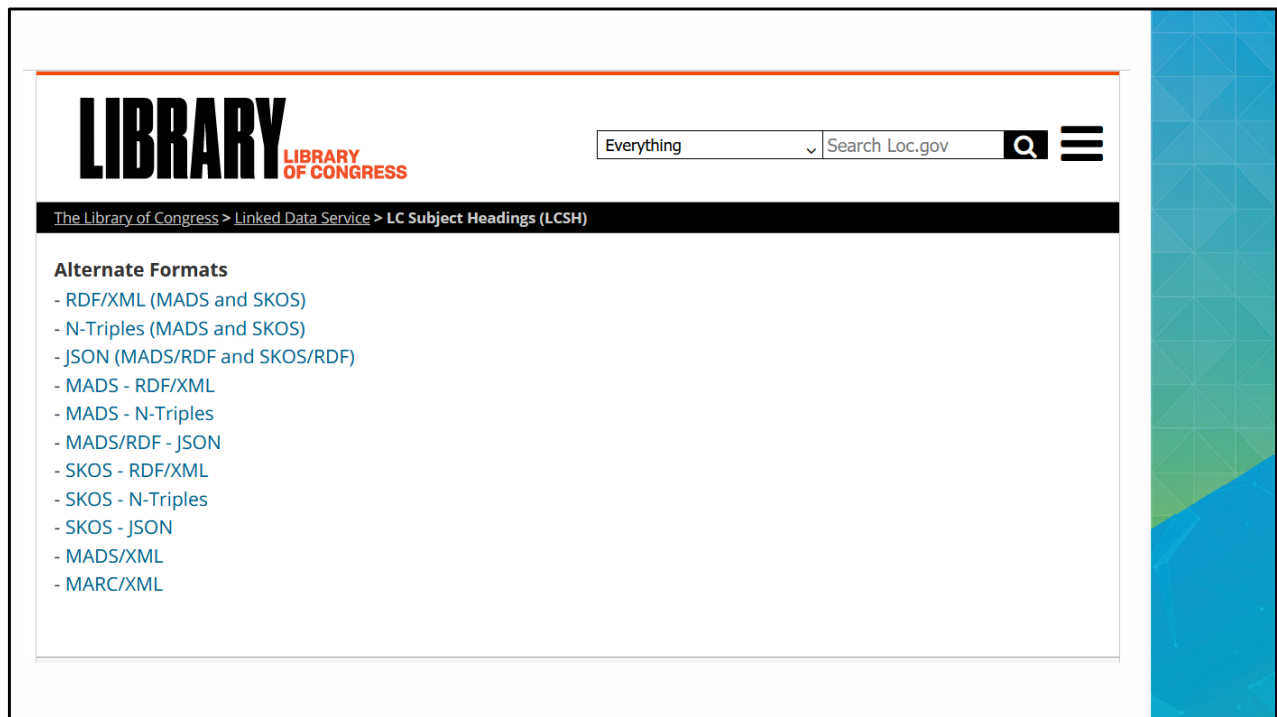 LIBRARY
LIBRARY
OF CONGRESS
Everything
Search Loc.gov
The Library of Congress > Linked Data Service > LC Subject Headings (LCSH)
Alternate Formats
- RDF/XML (MADS and SKOS)
- N-Triples (MADS and SKOS)
- JSON (MADS/RDF and SKOS/RDF)
- MADS - RDF/XML
- MADS - N-Triples
- MADS/RDF - JSON
- SKOS - RDF/XML
- SKOS - N-Triples
- SKOS - JSON
- MADS/XML
- MARC/XML